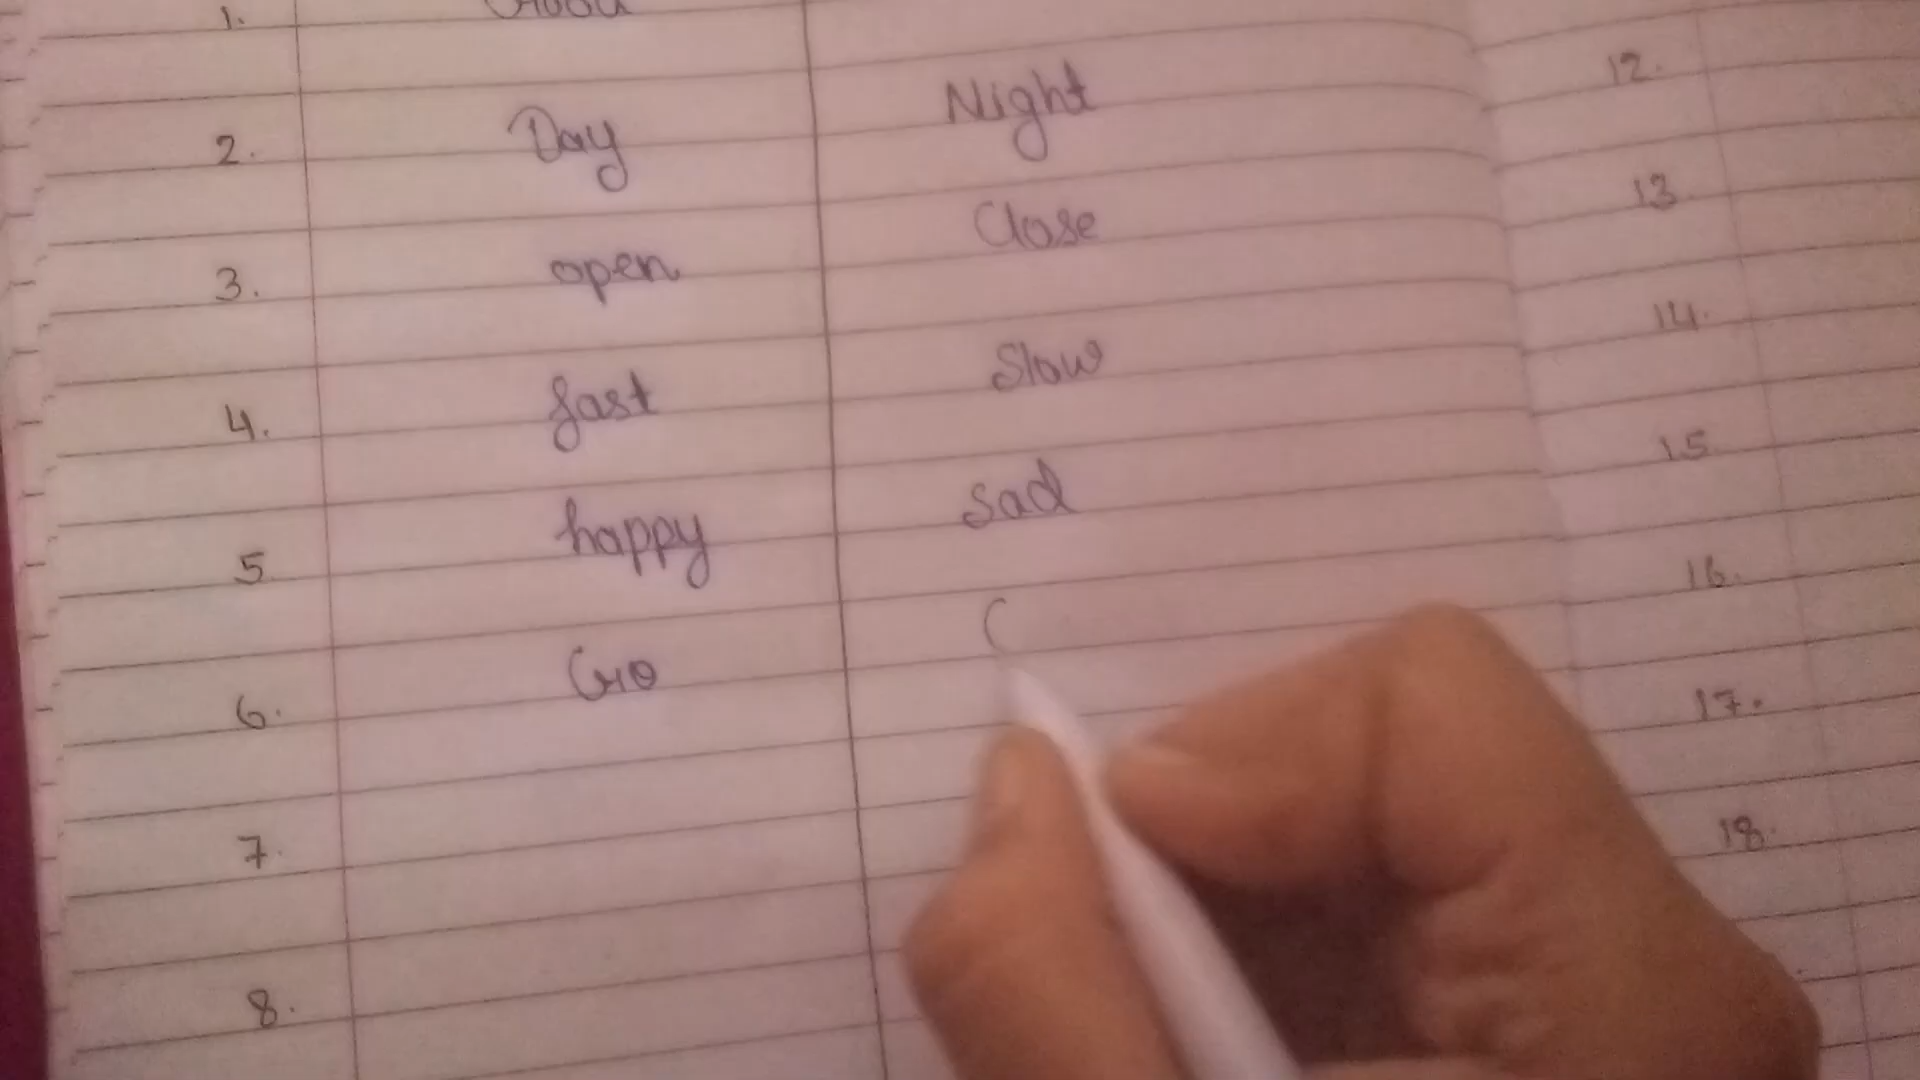 1. Good
2. Day Night 12.
3. open Close 13
4. fast Slow 14.
5 happy Sad 15
6. Go C 16.
7. 17.
8. 18.